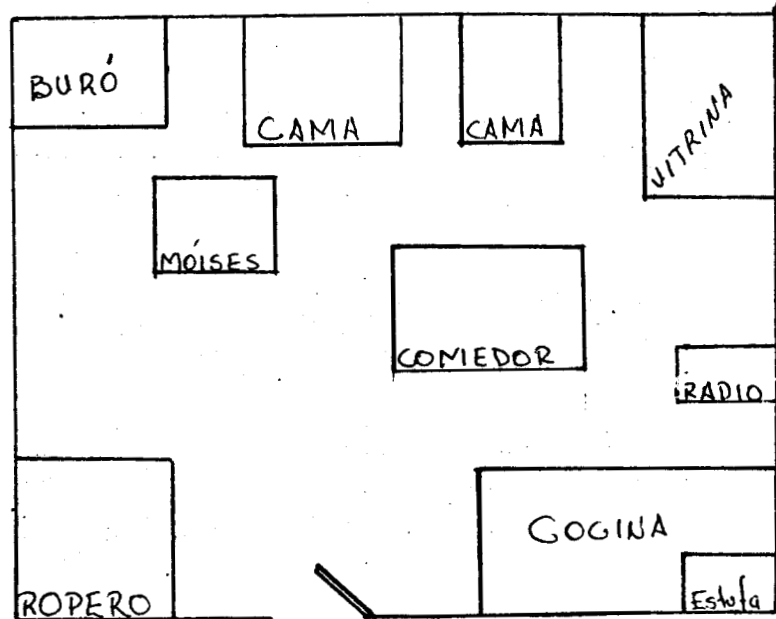 BURÓ
CAMA
CAMA
VITRINA
MÓISES
COMEDOR
RADIO
ROPERO
COCINA
Estufa